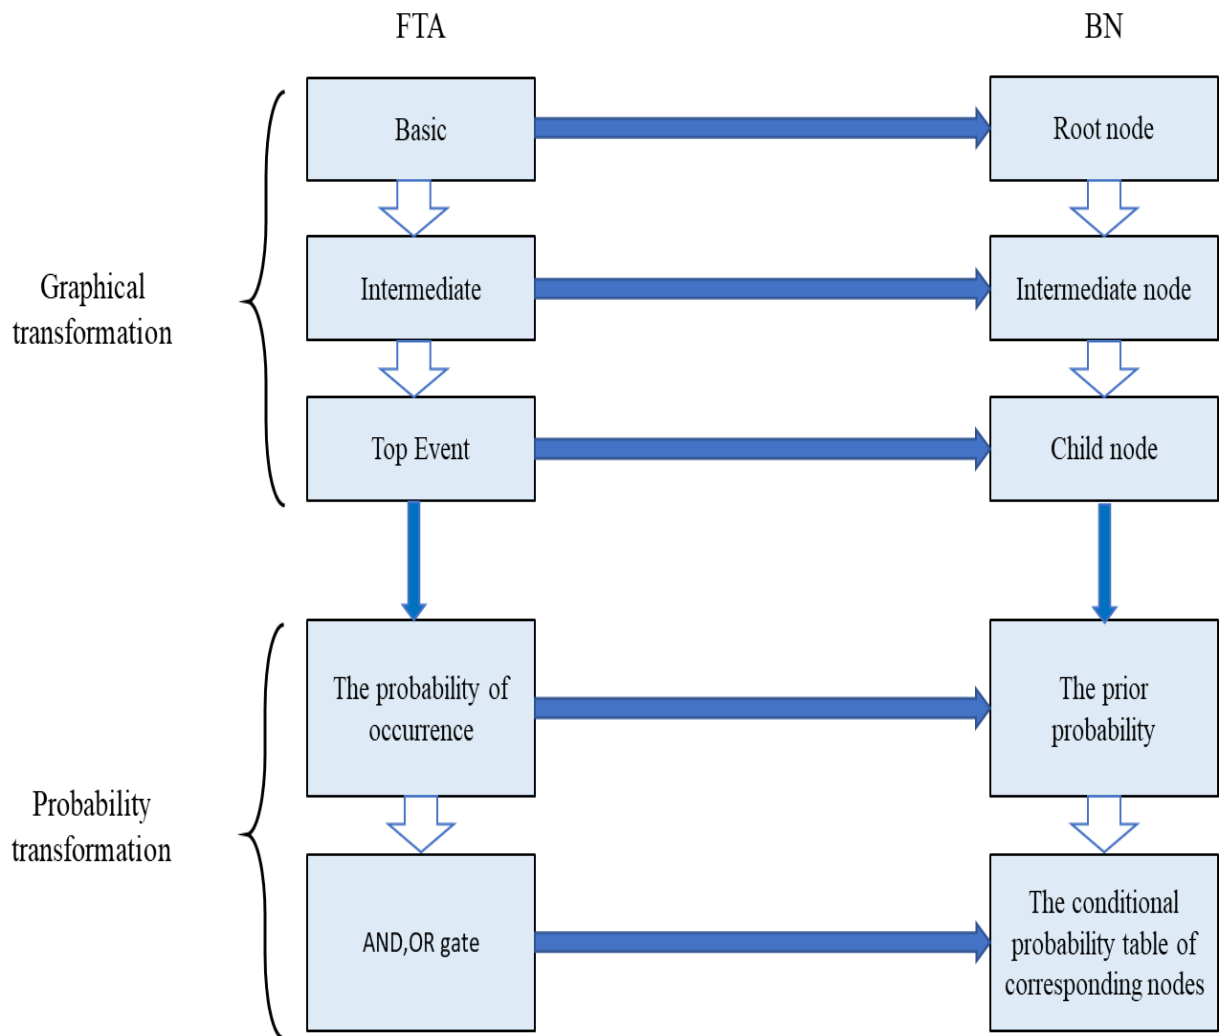 FTA
BN
Basic
Root node
Graphical
transformation
Intermediate
Intermediate node
Top Event
Child node
Probability
transformation
The probability of
occurrence
The prior
probability
AND,OR gate
The conditional
probability table of
corresponding nodes